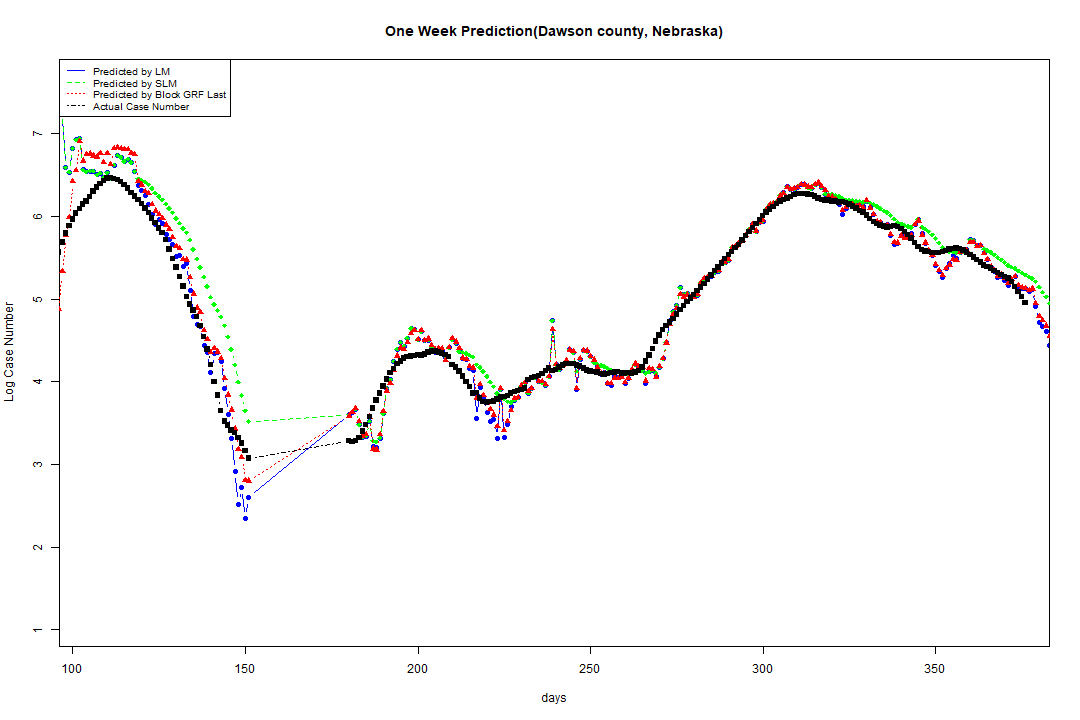 One Week Prediction(Dawson county, Nebraska)
Predicted by LM
Predicted by SLM
Predicted by Block GRF Last
Actual Case Number
Log Case Number
7
6
5
4
3
2
1
100 150 200 250 300 350
days